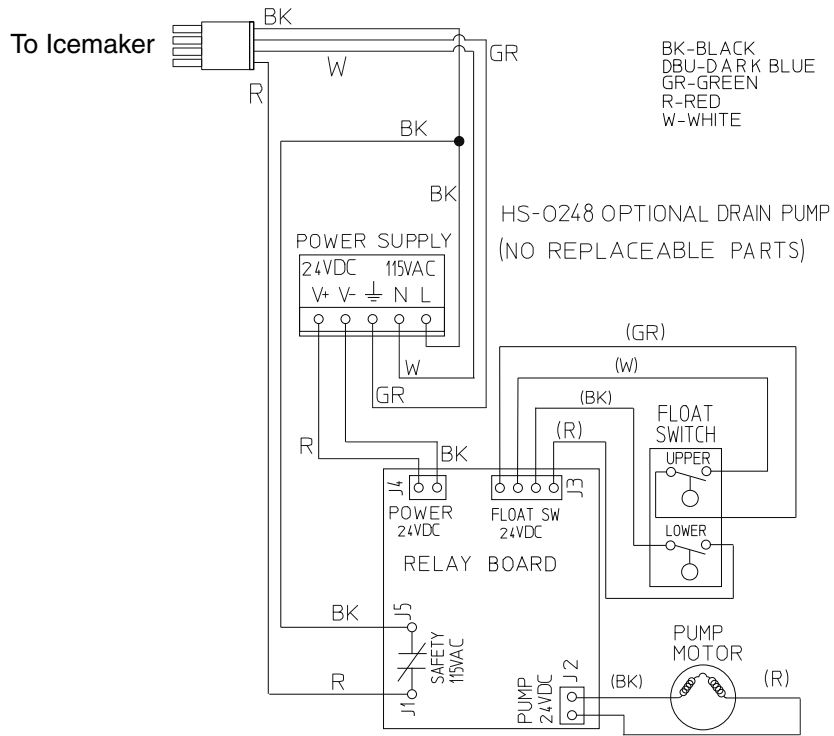 BK
To Icemaker
GR
W
R
BK-BLACK
DBU-DARK BLUE
GR-GREEN
R-RED
W-WHITE
BK
BK
HS-0248 OPTIONAL DRAIN PUMP
(NO REPLACEABLE PARTS)
POWER SUPPLY
24VDC 115VAC
V+ V- N L
W
GR
(GR)
(W)
(BK)
(R)
FLOAT
SWITCH
UPPER
LOWER
R
BK
J4
POWER
24VDC
J3
FLOAT SW
24VDC
RELAY BOARD
BK
J5
SAFETY
115VAC
R
J1
PUMP
24VDC
J2
PUMP
MOTOR
(BK)
(R)